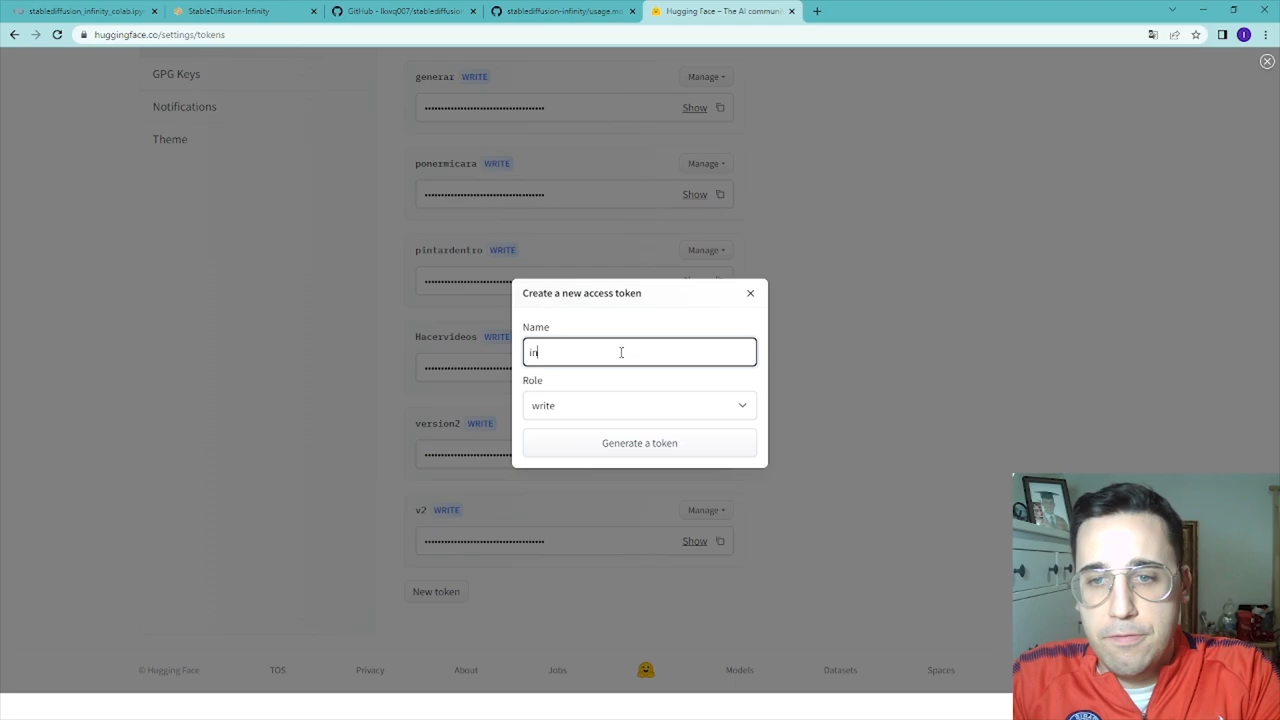 stablediffusion_infinity_colab.ipy
StableDiffusion-Infinity
GitHub - lkwq007/stablediffusion
stablediffusion-infinity/usage.m
Hugging Face – The AI communi
huggingface.co/settings/tokens
I
GPG Keys
Notifications
Theme
generar WRITE
Manage
Show
ponermicara WRITE
Manage
Show
pintardentro WRITE
Manage
Hacervideos WRITE
version2 WRITE
v2 WRITE
Manage
Show
New token
Create a new access token
Name
in
Role
write
Generate a token
© Hugging Face
TOS
Privacy
About
Jobs
Models
Datasets
Spaces